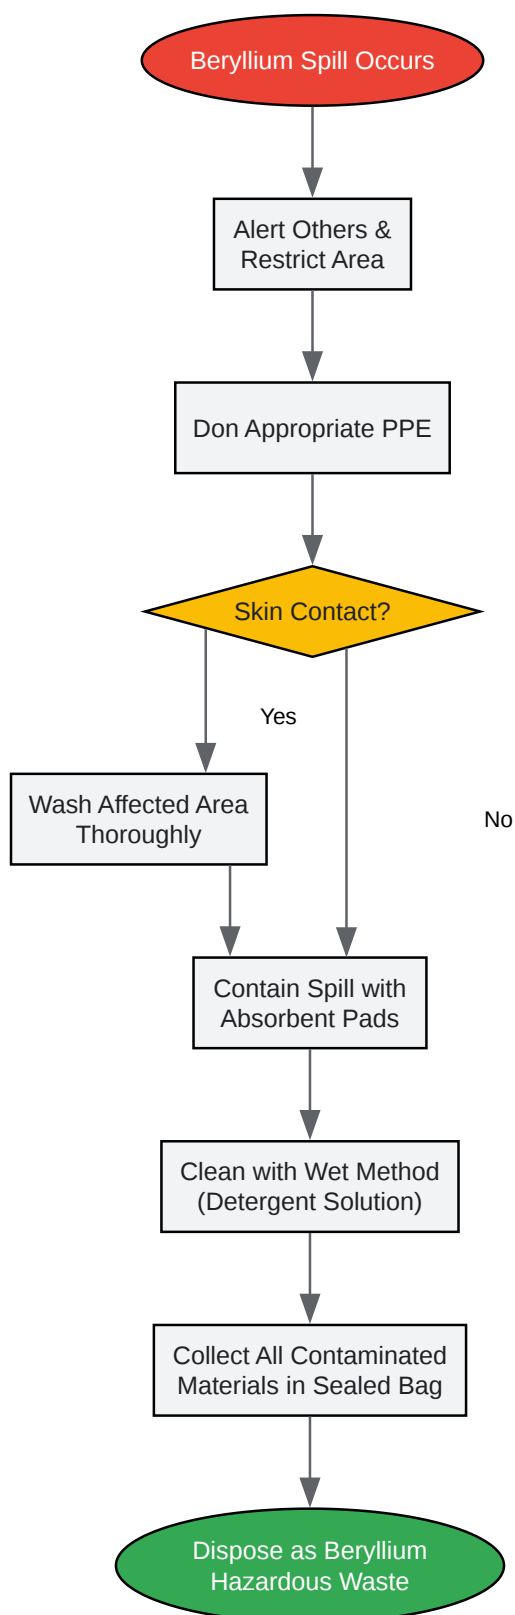 Beryllium Spill Occurs
Alert Others &
Restrict Area
Don Appropriate PPE
Skin Contact?
Yes
Wash Affected Area
Thoroughly
No
Contain Spill with
Absorbent Pads
Clean with Wet Method
(Detergent Solution)
Collect All Contaminated
Materials in Sealed Bag
Dispose as Beryllium
Hazardous Waste